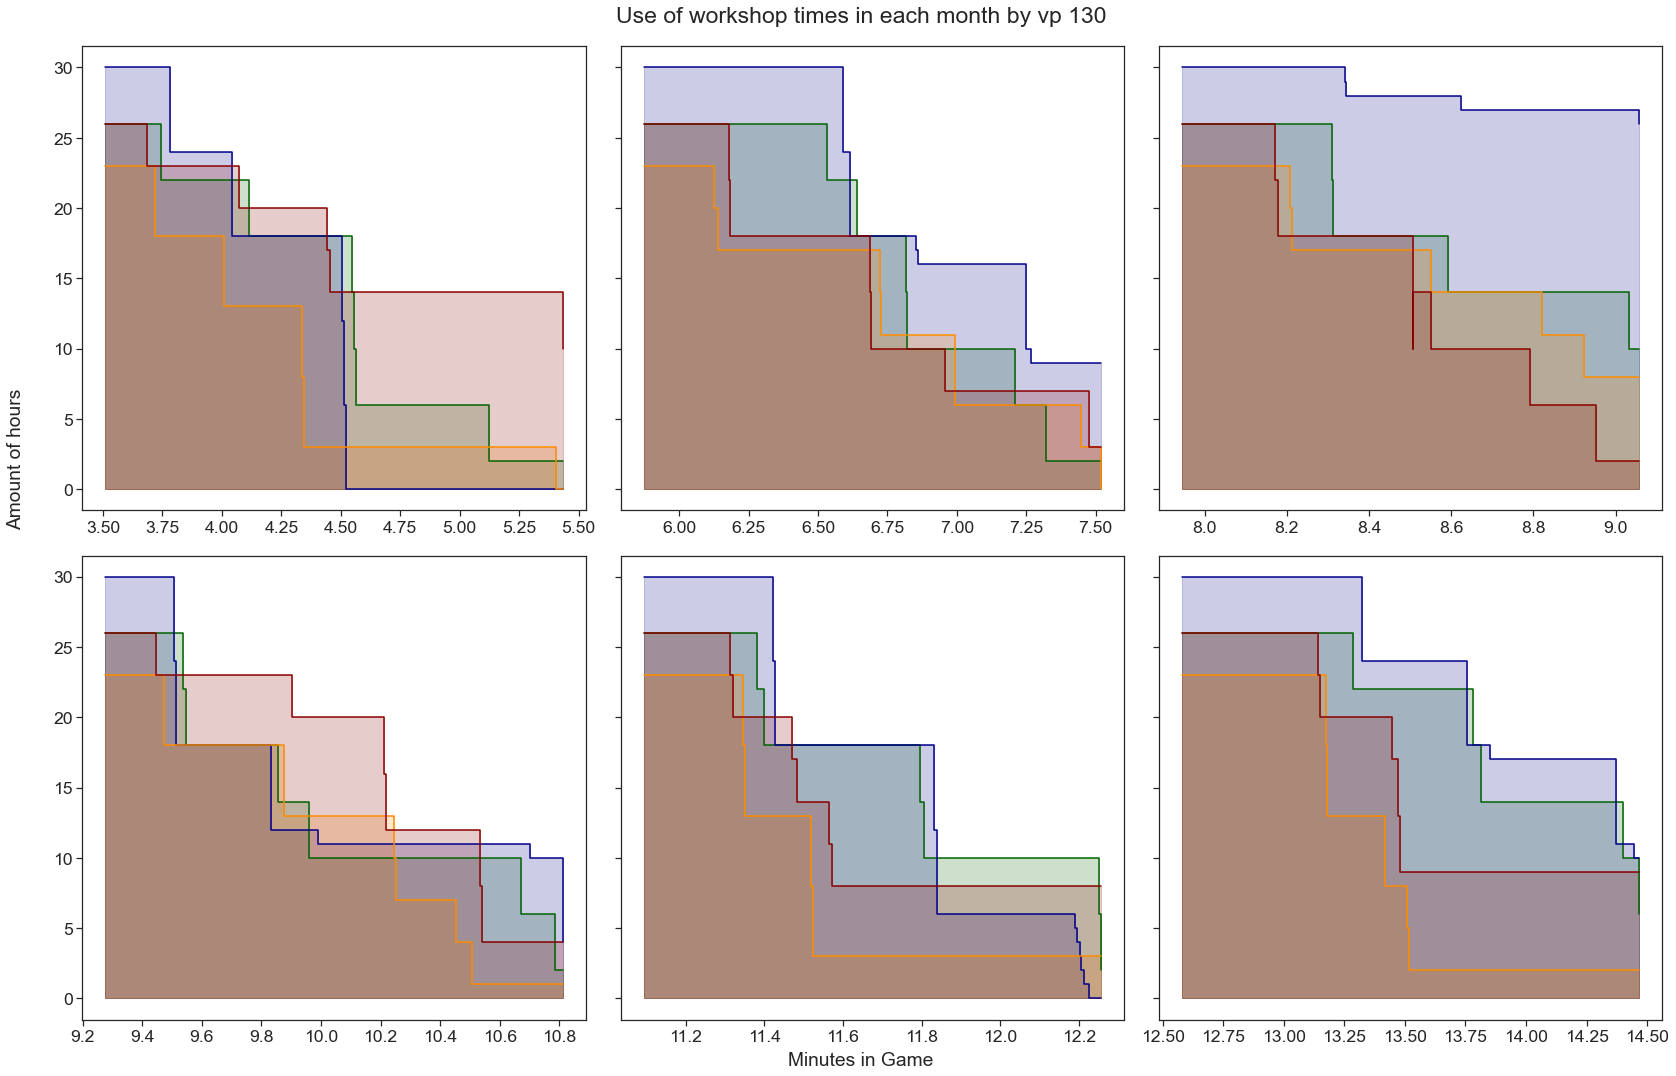 Use of workshop times in each month by vp 130
Amount of hours
30
25
20
15
10
5
0
3.50 3.75 4.00 4.25 4.50 4.75 5.00 5.25 5.50
6.00 6.25 6.50 6.75 7.00 7.25 7.50
8.0 8.2 8.4 8.6 8.8 9.0
30
25
20
15
10
5
0
9.2 9.4 9.6 9.8 10.0 10.2 10.4 10.6 10.8
11.2 11.4 11.6 11.8 12.0 12.2
12.50 12.75 13.00 13.25 13.50 13.75 14.00 14.25 14.50
Minutes in Game